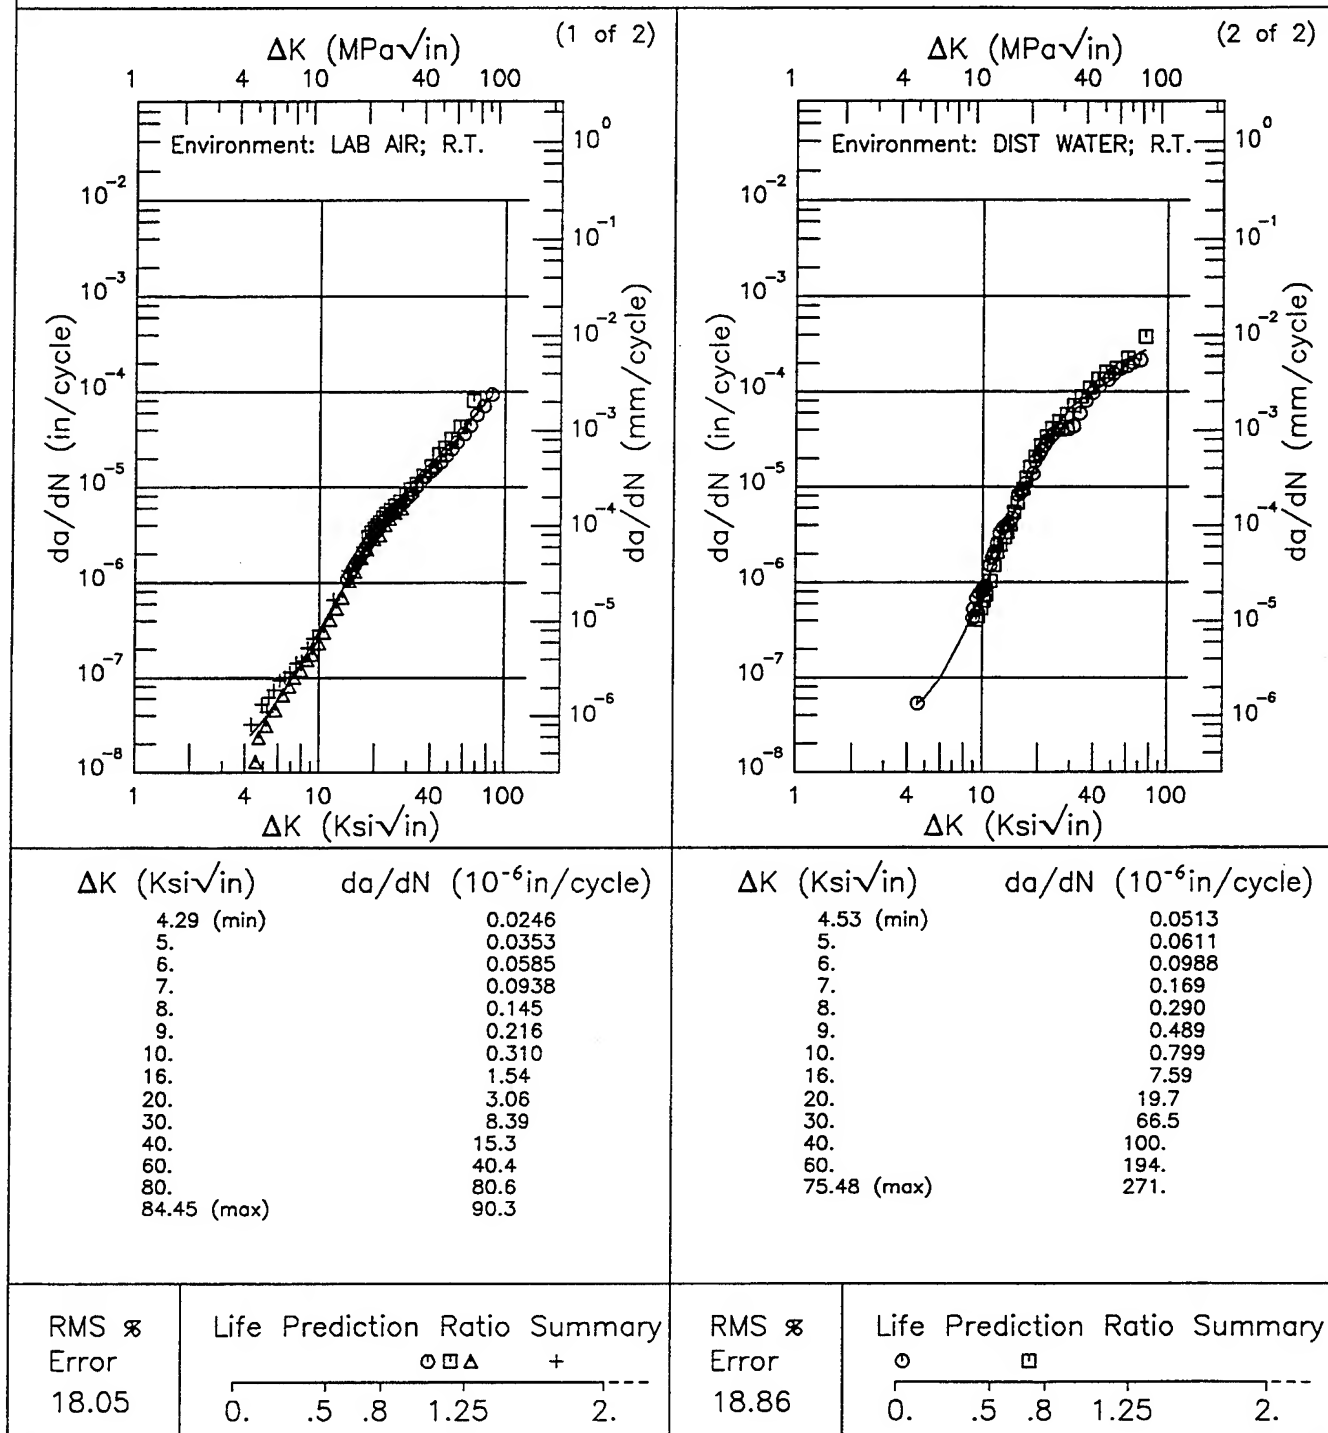 (1 of 2)
ΔK (MPa√in)
1 4 10 40 100
Environment: LAB AIR; R.T.
da/dN (in/cycle)
10⁻²
10⁻³
10⁻⁴
10⁻⁵
10⁻⁶
10⁻⁷
10⁻⁸
10⁰
10⁻¹
10⁻²
10⁻³
10⁻⁴
10⁻⁵
10⁻⁶
da/dN (mm/cycle)
1 4 10 40 100
ΔK (Ksi√in)
(2 of 2)
ΔK (MPa√in)
1 4 10 40 100
Environment: DIST WATER; R.T.
da/dN (in/cycle)
10⁻²
10⁻³
10⁻⁴
10⁻⁵
10⁻⁶
10⁻⁷
10⁻⁸
10⁰
10⁻¹
10⁻²
10⁻³
10⁻⁴
10⁻⁵
10⁻⁶
da/dN (mm/cycle)
1 4 10 40 100
ΔK (Ksi√in)
ΔK (Ksi√in) da/dN (10⁻⁶in/cycle)
4.29 (min) 0.0246
5. 0.0353
6. 0.0585
7. 0.0938
8. 0.145
9. 0.216
10. 0.310
16. 1.54
20. 3.06
30. 8.39
40. 15.3
60. 40.4
80. 80.6
84.45 (max) 90.3
ΔK (Ksi√in) da/dN (10⁻⁶in/cycle)
4.53 (min) 0.0513
5. 0.0611
6. 0.0988
7. 0.169
8. 0.290
9. 0.489
10. 0.799
16. 7.59
20. 19.7
30. 66.5
40. 100.
60. 194.
75.48 (max) 271.
RMS %
Error
18.05
Life Prediction Ratio Summary
0. .5 .8 1.25 2.
RMS %
Error
18.86
Life Prediction Ratio Summary
0. .5 .8 1.25 2.